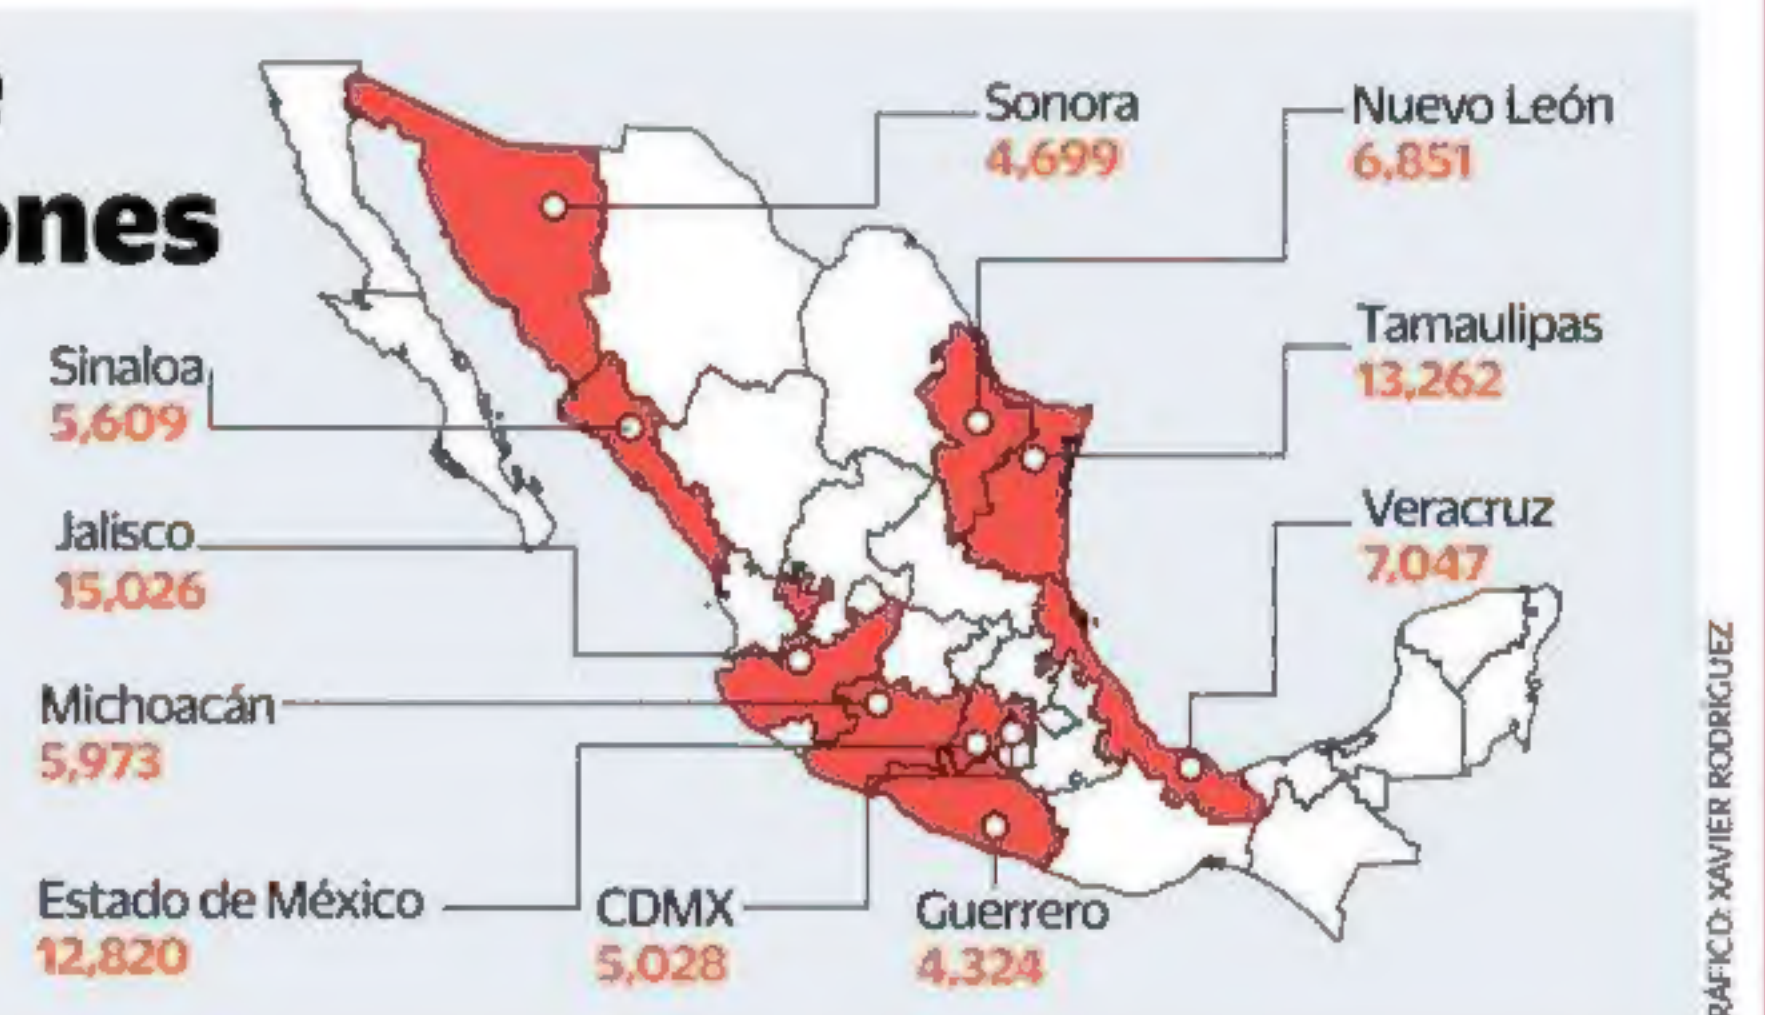 ones
Sonora
4,699
Nuevo León
6,851
Sinaloa
5,609
Tamaulipas
13,262
Jalisco
15,026
Veracruz
7,047
Michoacán
5,973
Estado de México
12,820
CDMX
5,028
Guerrero
4,324
RÁFICO: XAVIER RODRÍGUEZ